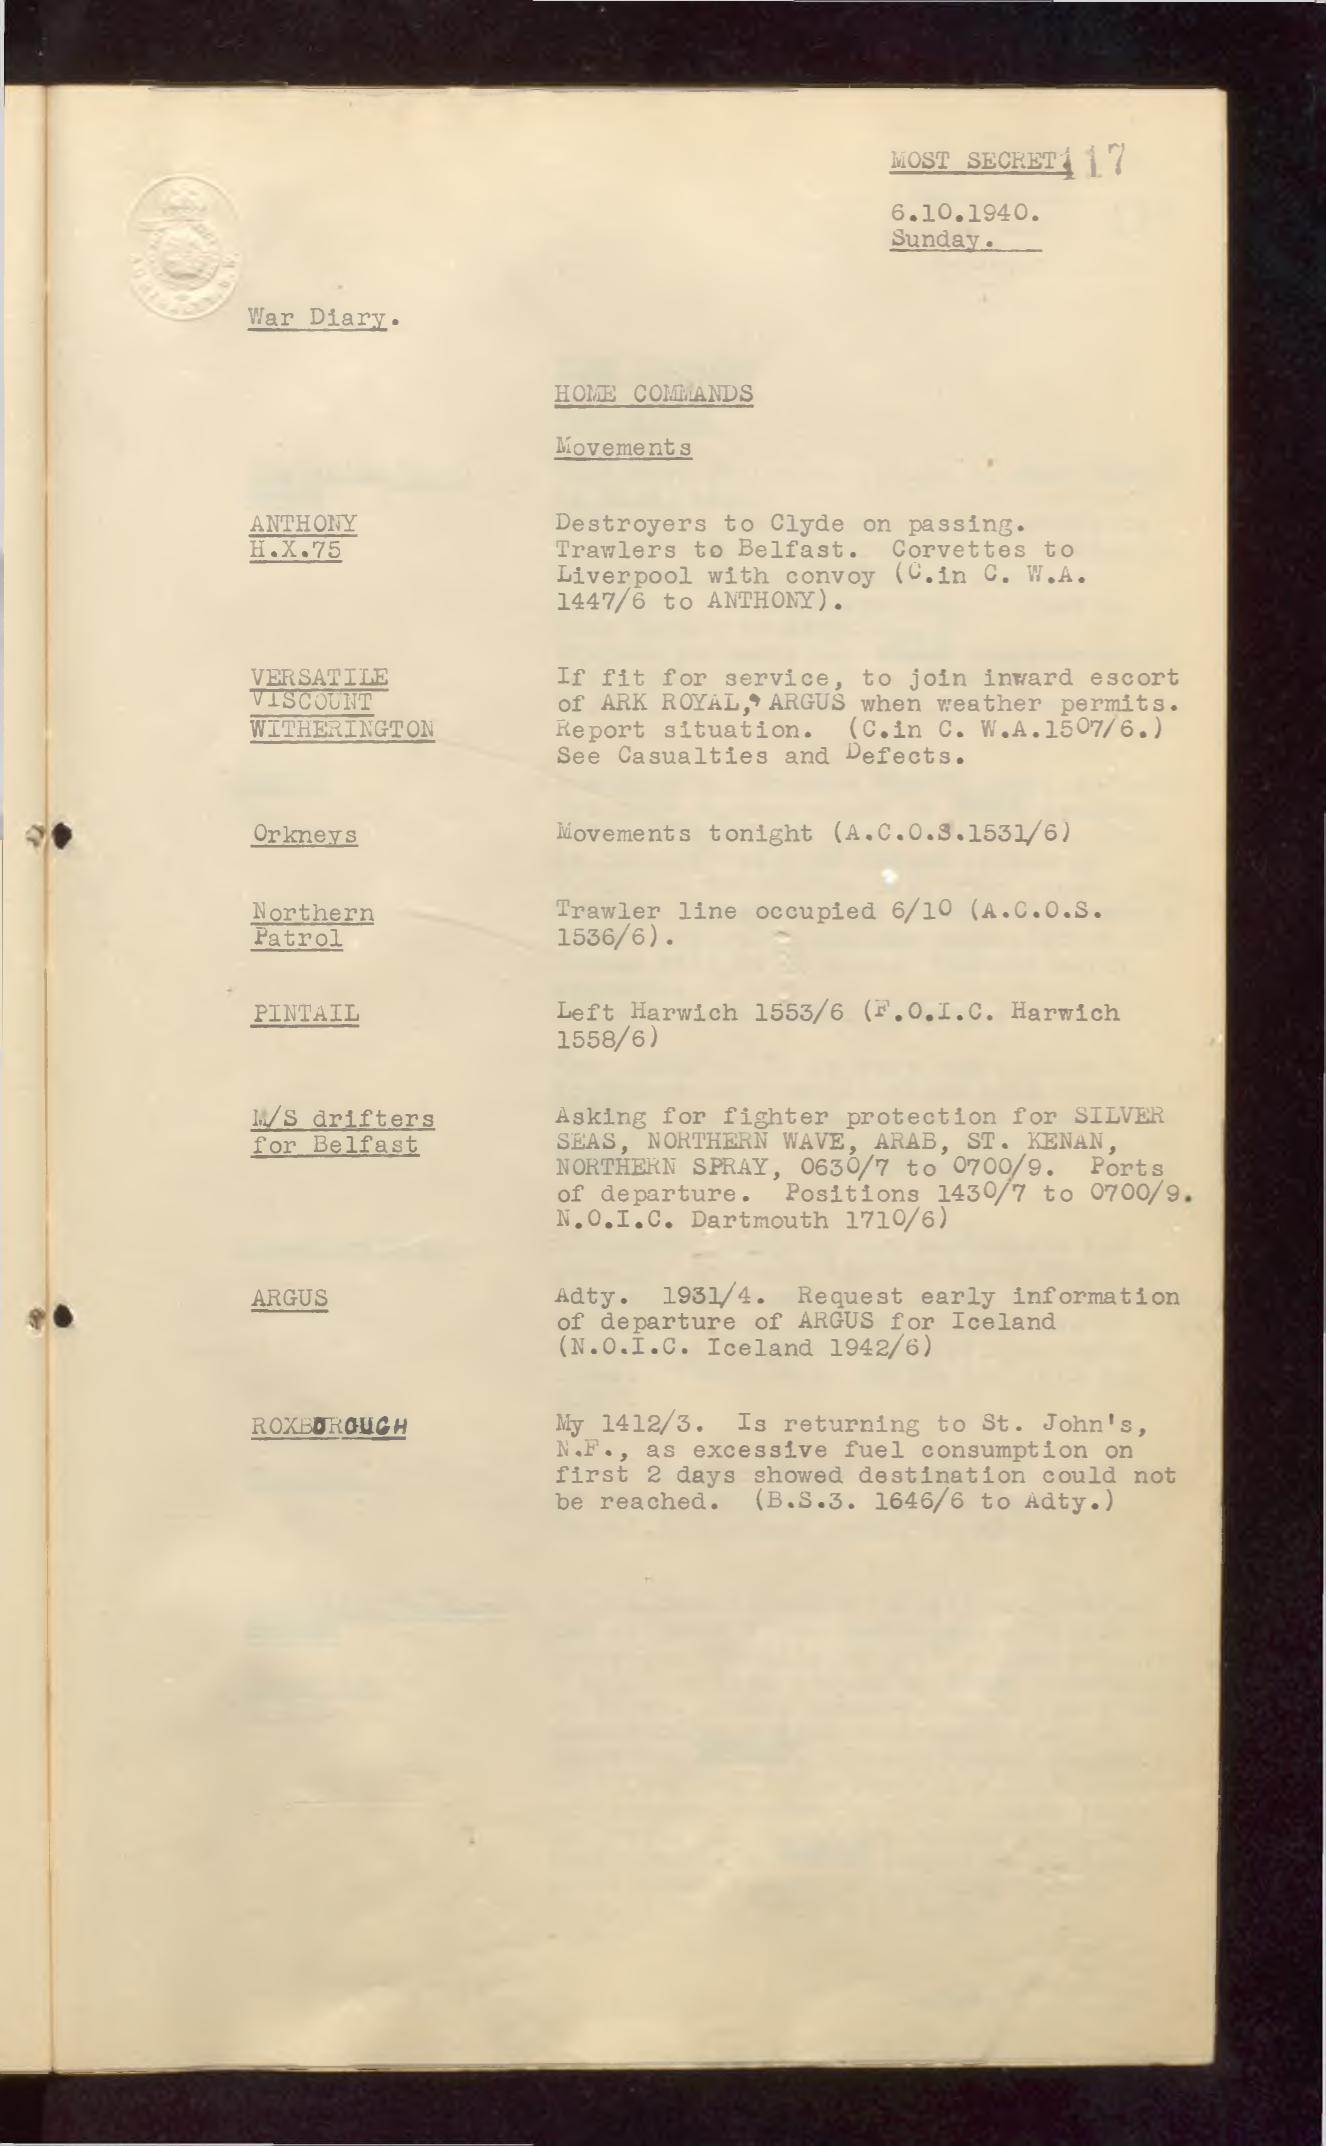 MOST SECRET 117
6.10.1940.
Sunday.
War Diary.
HOME COMMANDS
Movements
ANTHONY
H.X.75
Destroyers to Clyde on passing.
Trawlers to Belfast. Corvettes to
Liverpool with convoy (C.in C. W.A.
1447/6 to ANTHONY).
VERSATILE
VISCOUNT
WITHERINGTON
If fit for service, to join inward escort
of ARK ROYAL, ARGUS when weather permits.
Report situation. (C.in C. W.A.1507/6.)
See Casualties and Defects.
Orkneys
Movements tonight (A.C.O.S.1531/6)
Northern
Patrol
Trawler line occupied 6/10 (A.C.O.S.
1536/6).
PINTAIL
Left Harwich 1553/6 (F.O.I.C. Harwich
1558/6)
M/S drifters
for Belfast
Asking for fighter protection for SILVER
SEAS, NORTHERN WAVE, ARAB, ST. KENAN,
NORTHERN SPRAY, 0630/7 to 0700/9. Ports
of departure. Positions 1430/7 to 0700/9.
N.O.I.C. Dartmouth 1710/6)
ARGUS
Adty. 1931/4. Request early information
of departure of ARGUS for Iceland
(N.O.I.C. Iceland 1942/6)
ROXBOROUGH
My 1412/3. Is returning to St. John's,
N.F., as excessive fuel consumption on
first 2 days showed destination could not
be reached. (B.S.3. 1646/6 to Adty.)